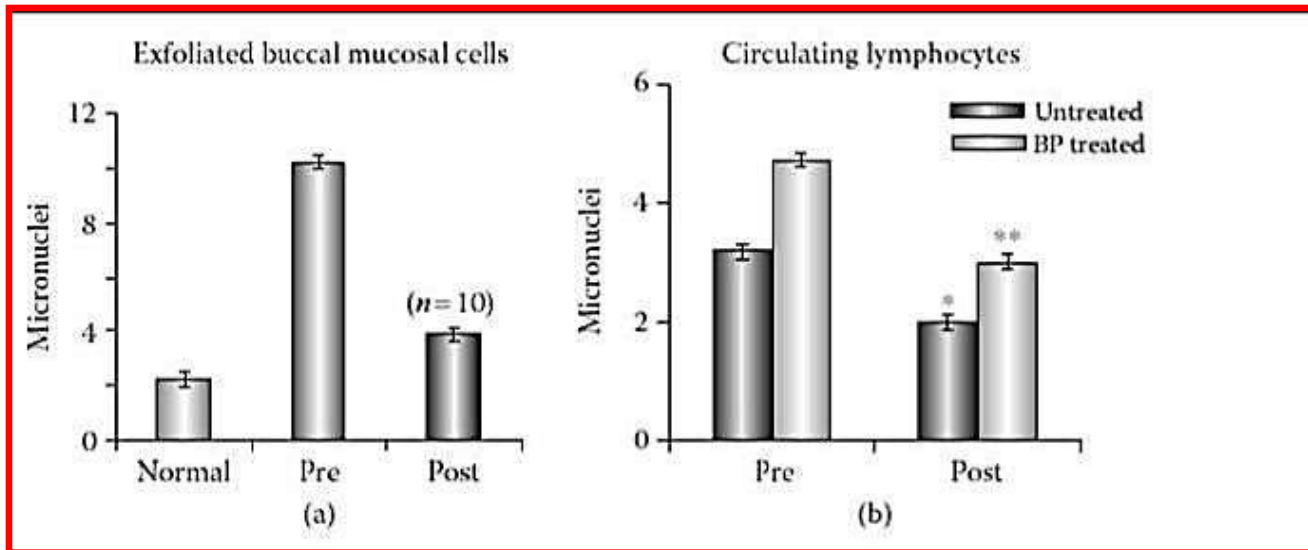 Exfoliated buccal mucosal cells
12
8
4
0
Micronuclei
(n= 10)
Normal
Pre
Post
(a)
Circulating lymphocytes
6
4
2
0
Micronuclei
Untreated
BP treated
*
**
Pre
Post
(b)